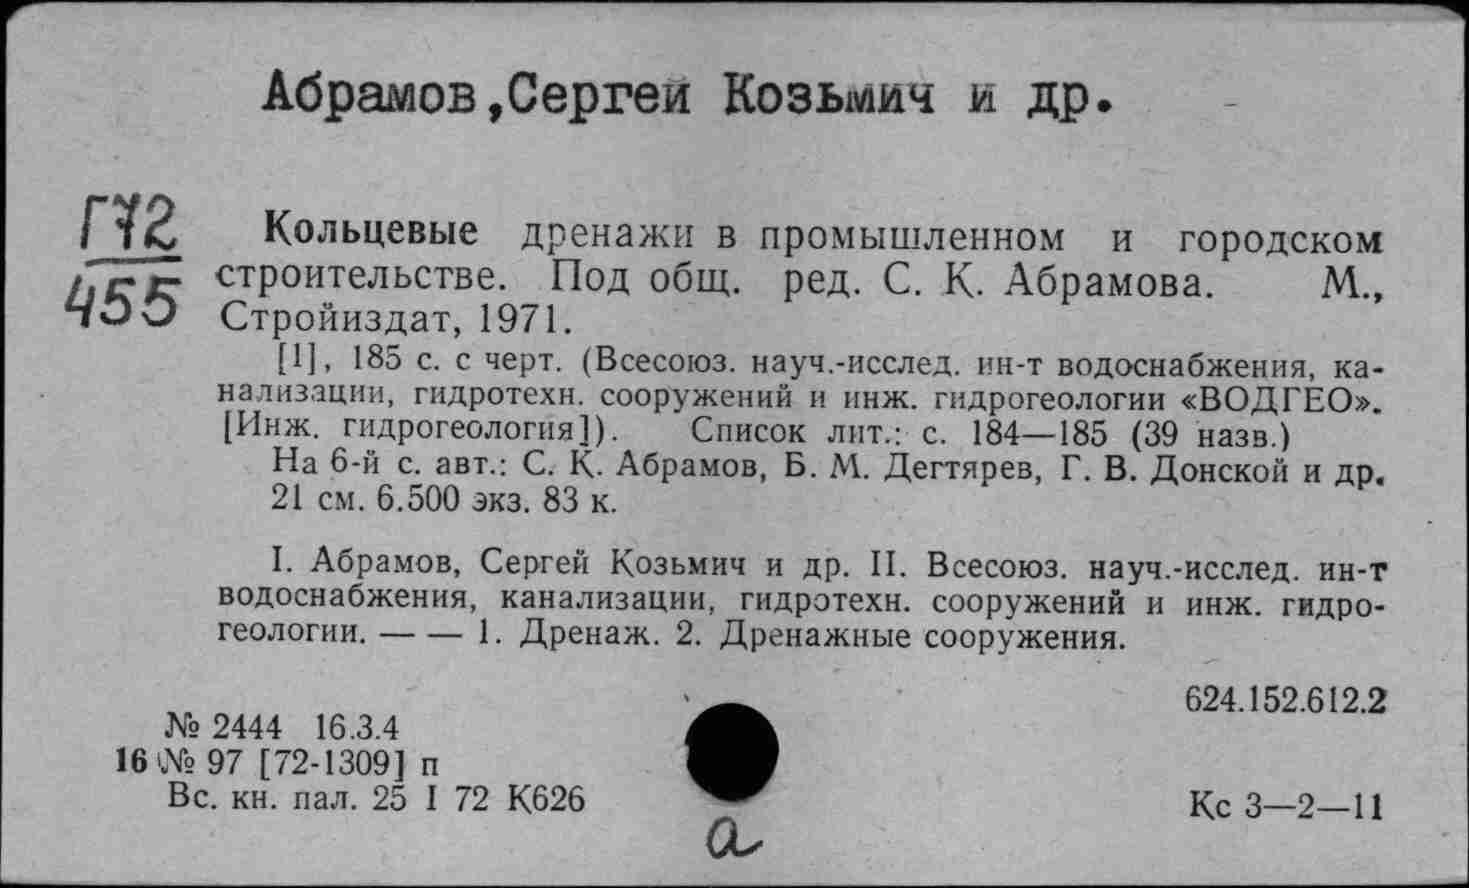 Абрамов,Сергей Козьмич и др.
Г72
455
Кольцевые дренажи в промышленном и городском
строительстве. Под общ. ред. С. К. Абрамова. М.,
Стройиздат, 1971.
[1], 185 с. с черт. (Всесоюз. науч.-исслед. ин-т водоснабжения, ка-
нализации, гидротехн. сооружений и инж. гидрогеологии «ВОДГЕО».
[Инж. гидрогеология]). Список лит.: с. 184—185 (39 назв.)
На 6-й с. авт.: С. К. Абрамов, Б. М. Дегтярев, Г. В. Донской и др.
21 см. 6.500 экз. 83 к.
I. Абрамов, Сергей Козьмич и др. II. Всесоюз. науч.-исслед. ин-т
водоснабжения, канализации, гидротехн. сооружений и инж. гидро-
геологии. — — 1. Дренаж. 2. Дренажные сооружения.
624.152.612.2
№ 2444 16.3.4
16 № 97 [72-1309] п
Вс. кн. пал. 25 I 72 К626
Кс 3—2—11
а